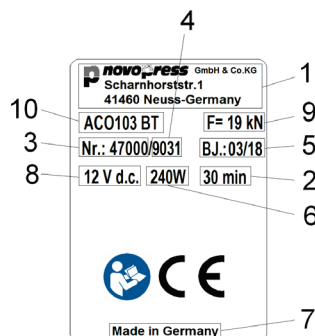 4
novopress GmbH & Co.KG
Scharnhorststr.1
41460 Neuss-Germany
1
10
ACO103 BT
F= 19 kN
9
3
Nr.: 47000/9031
BJ.:03/18
5
8
12 V d.c.
240W
30 min
2
6
CE
7
Made in Germany